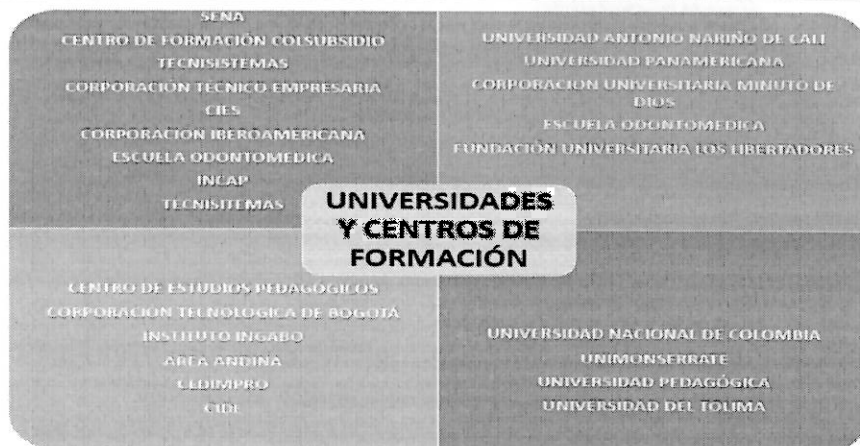 SENA
CENTRO DE FORMACIÓN COLSUBSIDIO
TECNISISTEMAS
CORPORACIÓN TÉCNICO EMPRESARIA
CIES
CORPORACION IBEROAMERICANA
ESCUELA ODONTOMEDICA
INCAP
TECNISITEMAS
UNIVERSIDAD ANTONIO NARIÑO DE CALI
UNIVERSIDAD PANAMERICANA
CORPORACION UNIVERSITARIA MINUTO DE
DIOS
ESCUELA ODONTOMEDICA
FUNDACIÓN UNIVERSITARIA LOS LIBERTADORES
UNIVERSIDADES
Y CENTROS DE
FORMACIÓN
CENTRO DE ESTUDIOS PEDAGOGICOS
CORPORACIÓN TECNOLOGICA DE BOGOTÁ
INSTITUTO INGABO
AREA ANDINA
CEDIMPRO
CIDE
UNIVERSIDAD NACIONAL DE COLOMBIA
UNIMONSERRATE
UNIVERSIDAD PEDAGÓGICA
UNIVERSIDAD DEL TOLIMA